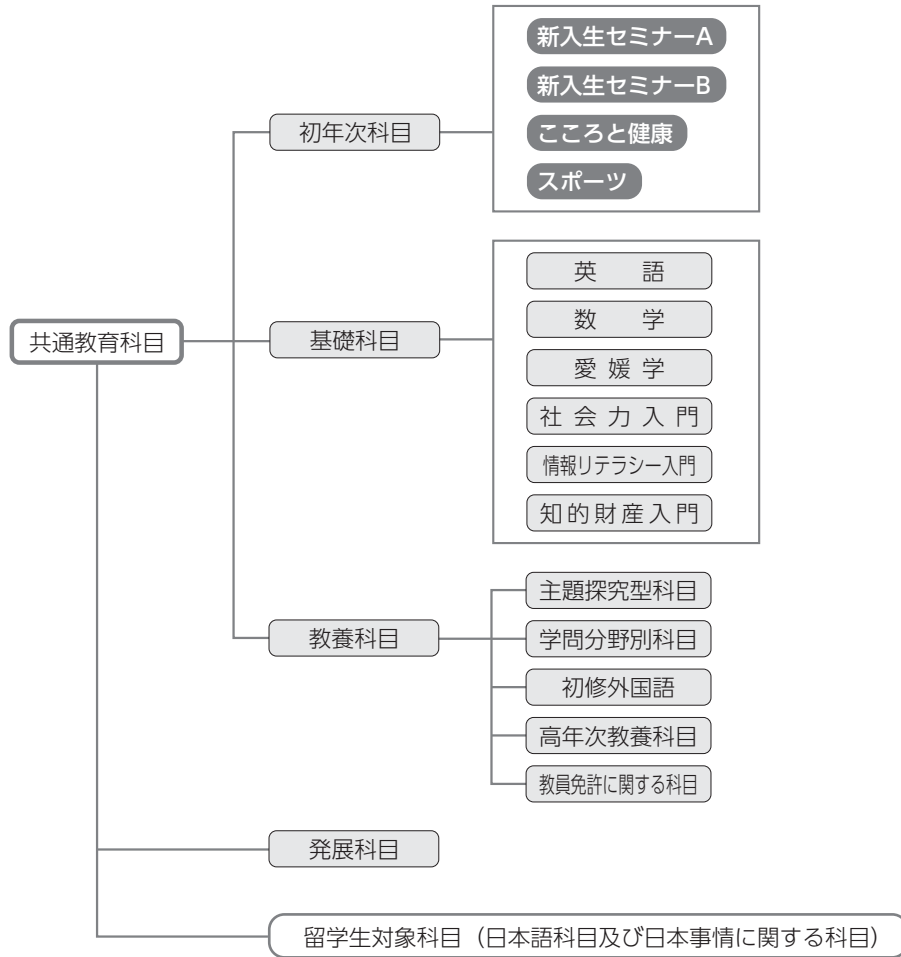 共通教育科目
初年次科目
新入生セミナーA
新入生セミナーB
こころと健康
スポーツ
基礎科目
英 語
数 学
愛媛学
社会力入門
情報リテラシー入門
知的財産入門
教養科目
主題探究型科目
学問分野別科目
初修外国語
高年次教養科目
教員免許に関する科目
発展科目
留学生対象科目（日本語科目及び日本事情に関する科目）